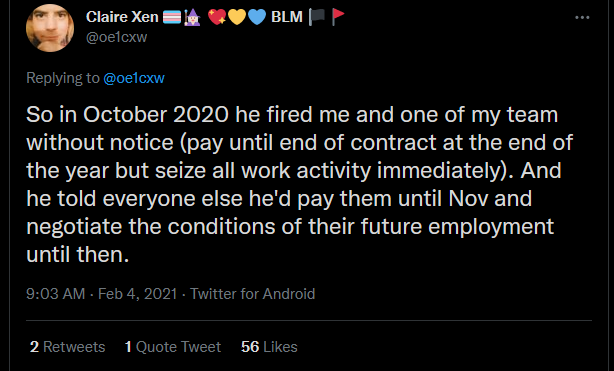 Claire Xen 🏳️‍⚧️🧙🏻‍♀️ 💖💛💙 BLM 🏴🚩
@oe1cxw
Replying to @oe1cxw
So in October 2020 he fired me and one of my team
without notice (pay until end of contract at the end of
the year but seize all work activity immediately). And
he told everyone else he'd pay them until Nov and
negotiate the conditions of their future employment
until then.
9:03 AM · Feb 4, 2021 · Twitter for Android
2 Retweets 1 Quote Tweet 56 Likes